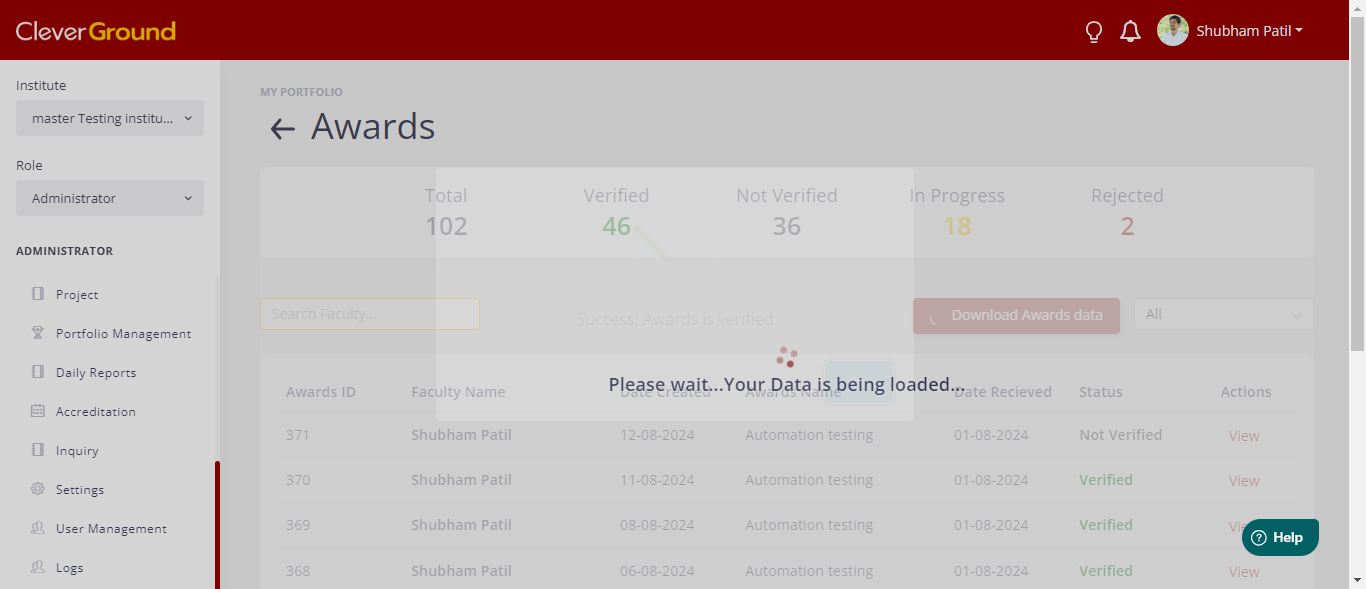 CleverGround
Shubham Patil
Institute
master Testing institu...
Role
Administrator
ADMINISTRATOR
Project
Portfolio Management
Daily Reports
Accreditation
Inquiry
Settings
User Management
Logs
MY PORTFOLIO
Awards
Total Verified Not Verified In Progress Rejected
102 46 36 18 2
Search Faculty...
Success! Awards is verified
Download Awards data
All
Please wait...Your Data is being loaded...
Awards ID Faculty Name Date Created Awards Name Date Recieved Status Actions
371 Shubham Patil 12-08-2024 Automation testing 01-08-2024 Not Verified View
370 Shubham Patil 11-08-2024 Automation testing 01-08-2024 Verified View
369 Shubham Patil 08-08-2024 Automation testing 01-08-2024 Verified View
Help
368 Shubham Patil 06-08-2024 Automation testing 01-08-2024 Verified View